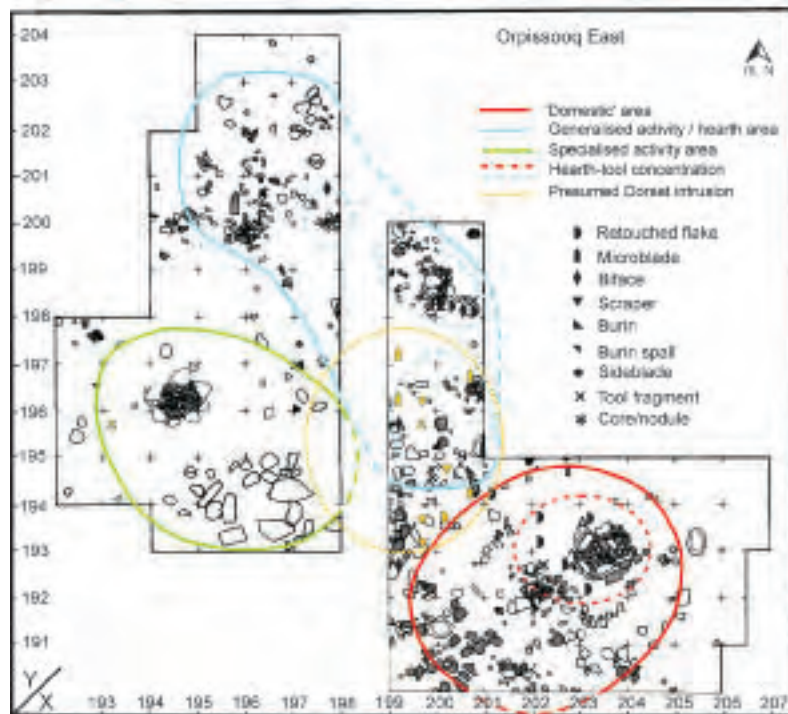 Orpissooq East
'Domestic' area
Generalised activity / hearth area
Specialised activity area
Hearth-tool concentration
Presumed Dorset intrusion
Retouched flake
Microblade
Biface
Scraper
Burin
Burin spall
Sideblade
Tool fragment
Core/nodule
204
203
202
201
200
199
198
197
196
195
194
193
192
191
Y
X
193 194 195 196 197 198 199 200 201 202 203 204 205 206 207